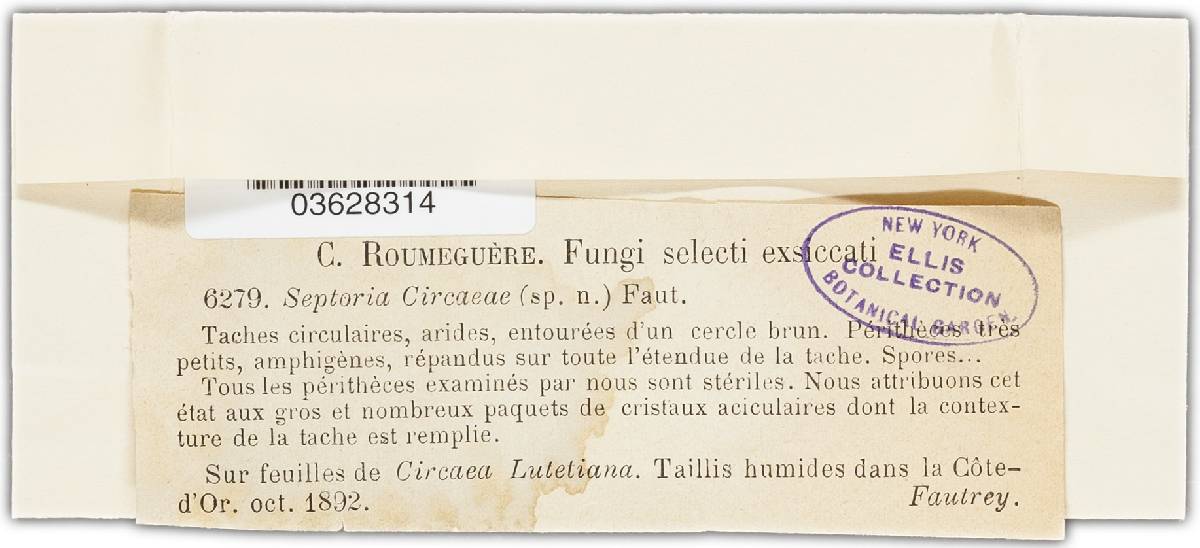 03628314
C. ROUMEGUÈRE. Fungi selecti exsiccati
NEW YORK
ELLIS
COLLECTION
BOTANICAL GARDEN.
6279. Septoria Circaeae (sp. n.) Faut.
Taches circulaires, arides, entourées d'un cercle brun. Périthèces très
petits, amphigènes, répandus sur toute l'étendue de la tache. Spores...
Tous les périthèces examinés par nous sont stériles. Nous attribuons cet
état aux gros et nombreux paquets de cristaux aciculaires dont la contex-
ture de la tache est remplie.
Sur feuilles de Circaea Lutetiana. Taillis humides dans la Côte-
d'Or. oct. 1892. Fautrey.